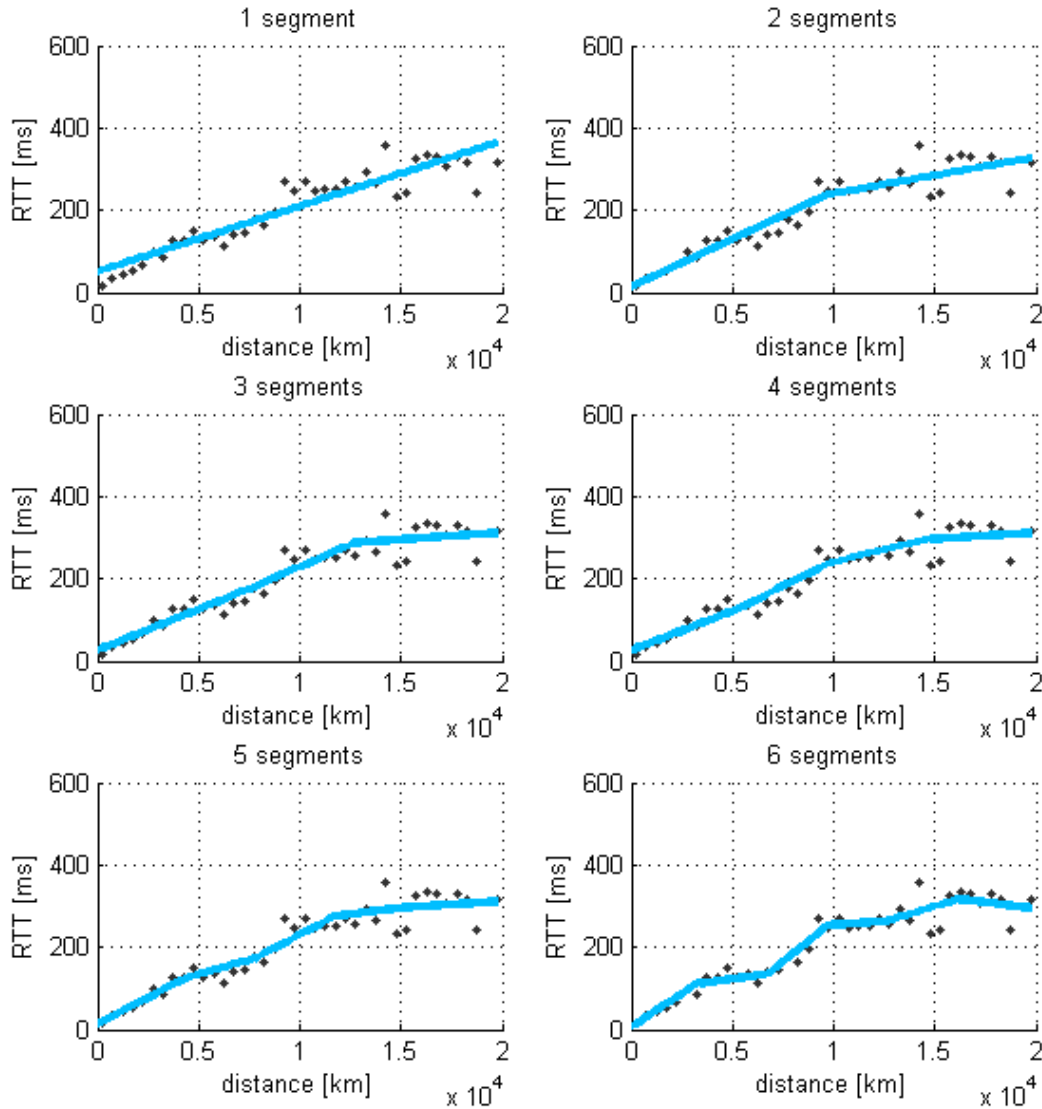 1 segment
600
400
200
0
RTT [ms]
0 0.5 1 1.5 2
distance [km]
x 10^4
2 segments
600
400
200
0
RTT [ms]
0 0.5 1 1.5 2
distance [km]
x 10^4
3 segments
600
400
200
0
RTT [ms]
0 0.5 1 1.5 2
distance [km]
x 10^4
4 segments
600
400
200
0
RTT [ms]
0 0.5 1 1.5 2
distance [km]
x 10^4
5 segments
600
400
200
0
RTT [ms]
0 0.5 1 1.5 2
distance [km]
x 10^4
6 segments
600
400
200
0
RTT [ms]
0 0.5 1 1.5 2
distance [km]
x 10^4